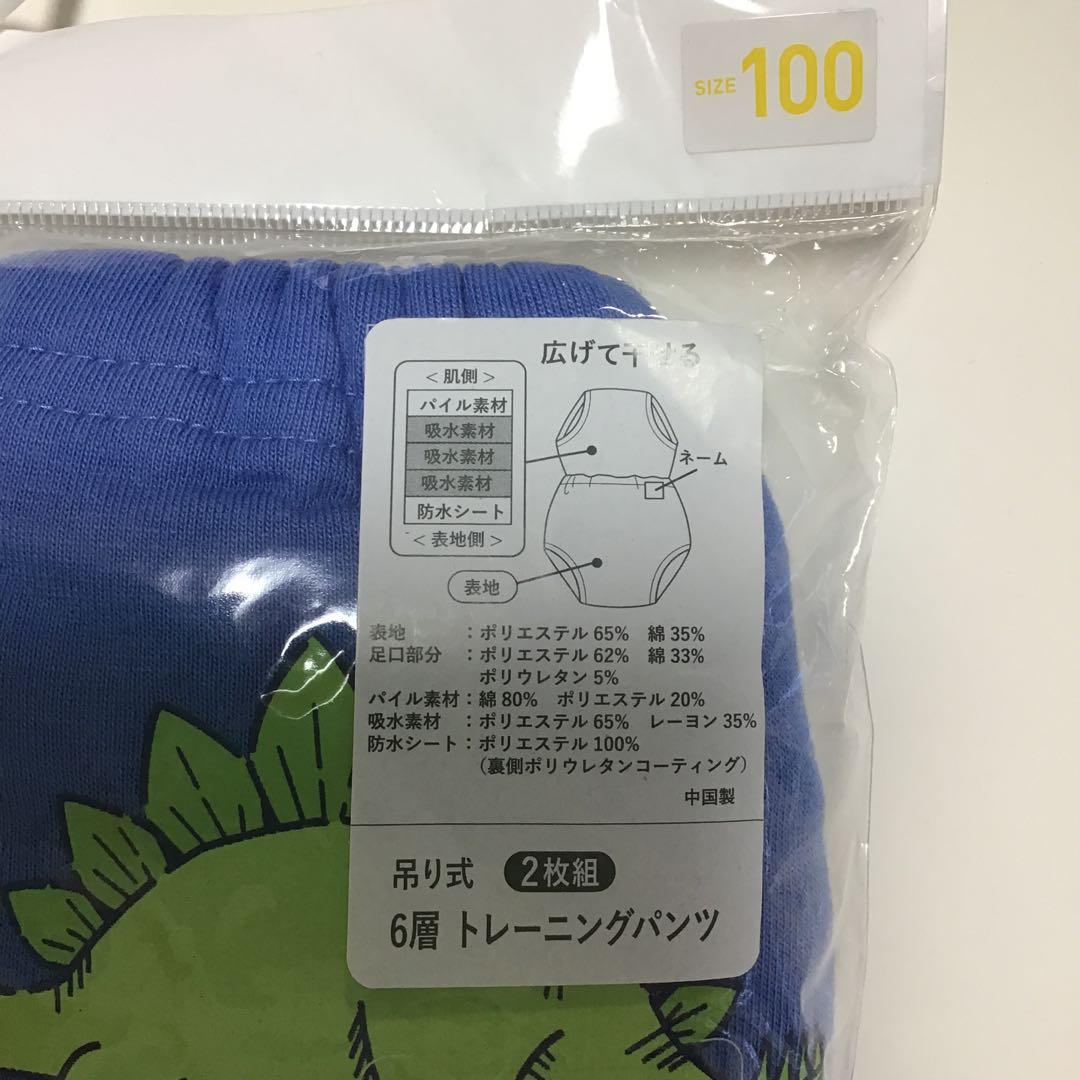 SIZE 100
広げて干せる
<肌側>
パイル素材
吸水素材
吸水素材
吸水素材
防水シート
<表地側>
ネーム
表地
表地 :ポリエステル 65% 綿 35%
足口部分 :ポリエステル 62% 綿 33%
ポリウレタン 5%
パイル素材:綿 80% ポリエステル 20%
吸水素材 :ポリエステル 65% レーヨン 35%
防水シート:ポリエステル 100%
(裏側ポリウレタンコーティング)
中国製
吊り式 2枚組
6層 トレーニングパンツ